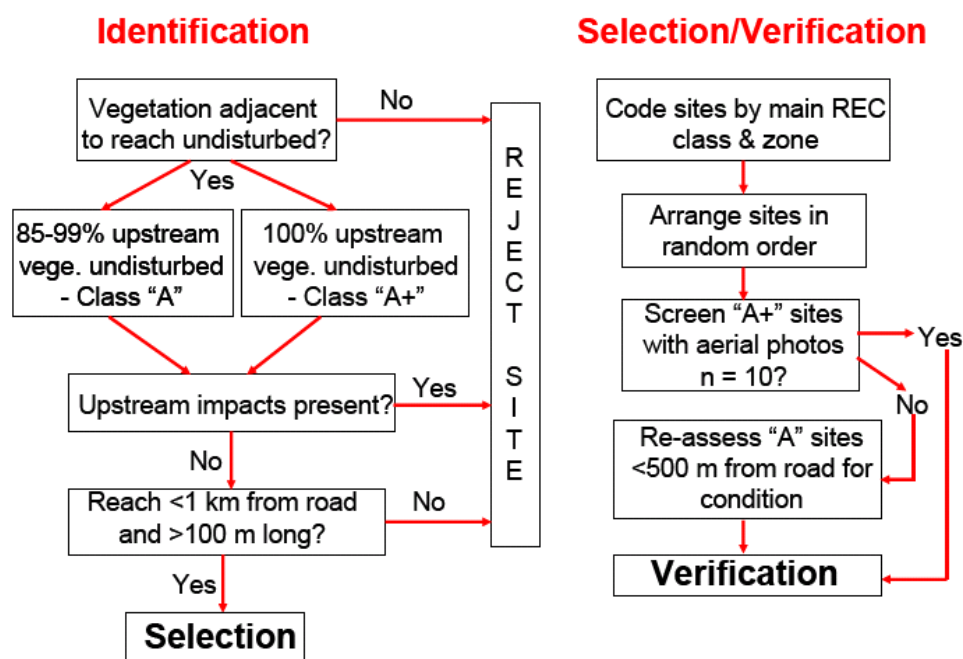 Identification
Vegetation adjacent
to reach undisturbed?
No
Yes
85-99% upstream
vege. undisturbed
- Class “A”
100% upstream
vege. undisturbed
- Class “A+”
Upstream impacts present?
Yes
No
Reach <1 km from road
and >100 m long?
No
Yes
Selection
R
E
J
E
C
T
S
I
T
E
Selection/Verification
Code sites by main REC
class & zone
Arrange sites in
random order
Screen “A+” sites
with aerial photos
n = 10?
Yes
No
Re-assess “A” sites
<500 m from road for
condition
Verification